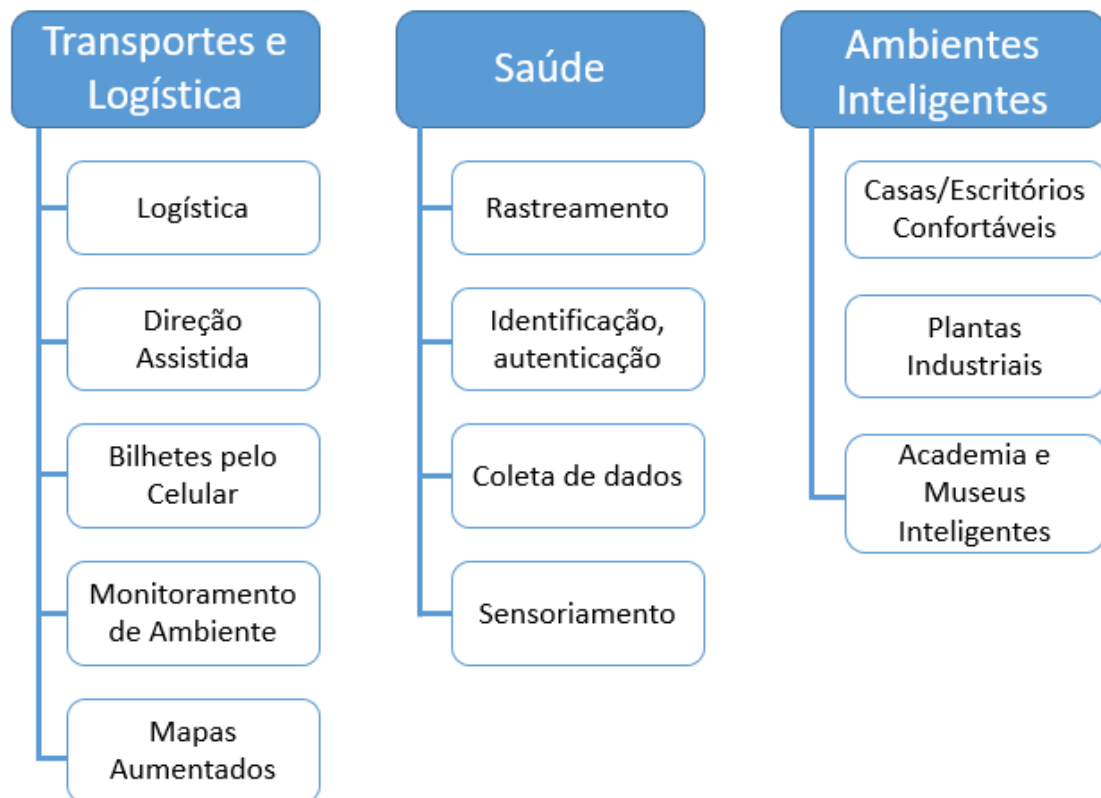 Transportes e
Logística
Logística
Direção
Assistida
Bilhetes pelo
Celular
Monitoramento
de Ambiente
Mapas
Aumentados
Saúde
Rastreamento
Identificação,
autenticação
Coleta de dados
Sensoriamento
Ambientes
Inteligentes
Casas/Escritórios
Confortáveis
Plantas
Industriais
Academia e
Museus
Inteligentes